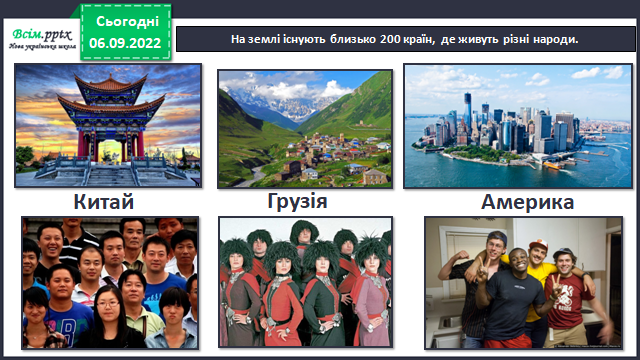 Всім.pptx
Нова українська школа
Сьогодні
06.09.2022
На землі існують близько 200 країн, де живуть різні народи.
Китай
Грузія
Америка